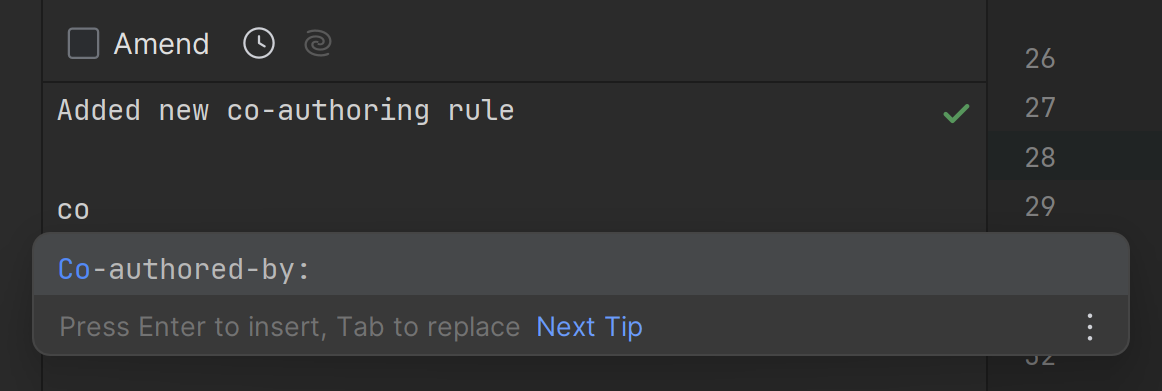 Amend
26
Added new co-authoring rule
27
28
co
29
Co-authored-by:
Press Enter to insert, Tab to replace Next Tip